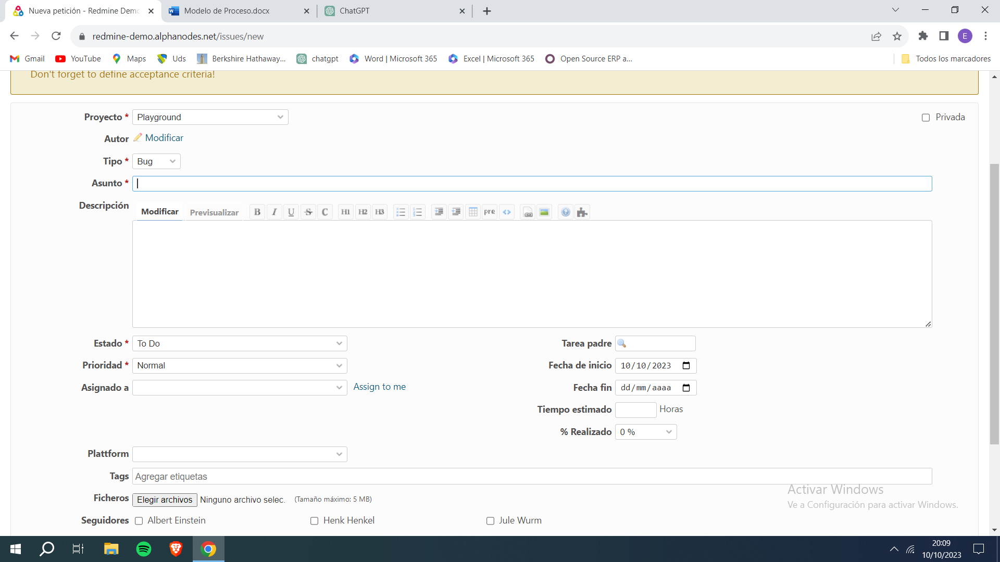 Nueva petición - Redmine Demo
Modelo de Proceso.docx
ChatGPT
redmine-demo.alphanodes.net/issues/new
E
Gmail
YouTube
Maps
Uds
Berkshire Hathaway...
chatgpt
Word | Microsoft 365
Excel | Microsoft 365
Open Source ERP a...
Todos los marcadores
Don't forget to define acceptance criteria!
Proyecto * Playground
Privada
Autor Modificar
Tipo * Bug
Asunto *
Descripción Modificar Previsualizar B I U S C H1 H2 H3 pre <>
Estado * To Do
Tarea padre
Prioridad * Normal
Fecha de inicio 10/10/2023
Asignado a Assign to me
Fecha fin dd/mm/aaaa
Tiempo estimado Horas
% Realizado 0 %
Plattform
Tags Agregar etiquetas
Activar Windows
Ve a Configuración para activar Windows.
Ficheros Elegir archivos Ninguno archivo selec. (Tamaño máximo: 5 MB)
Seguidores Albert Einstein Henk Henkel Jule Wurm
20:09
10/10/2023